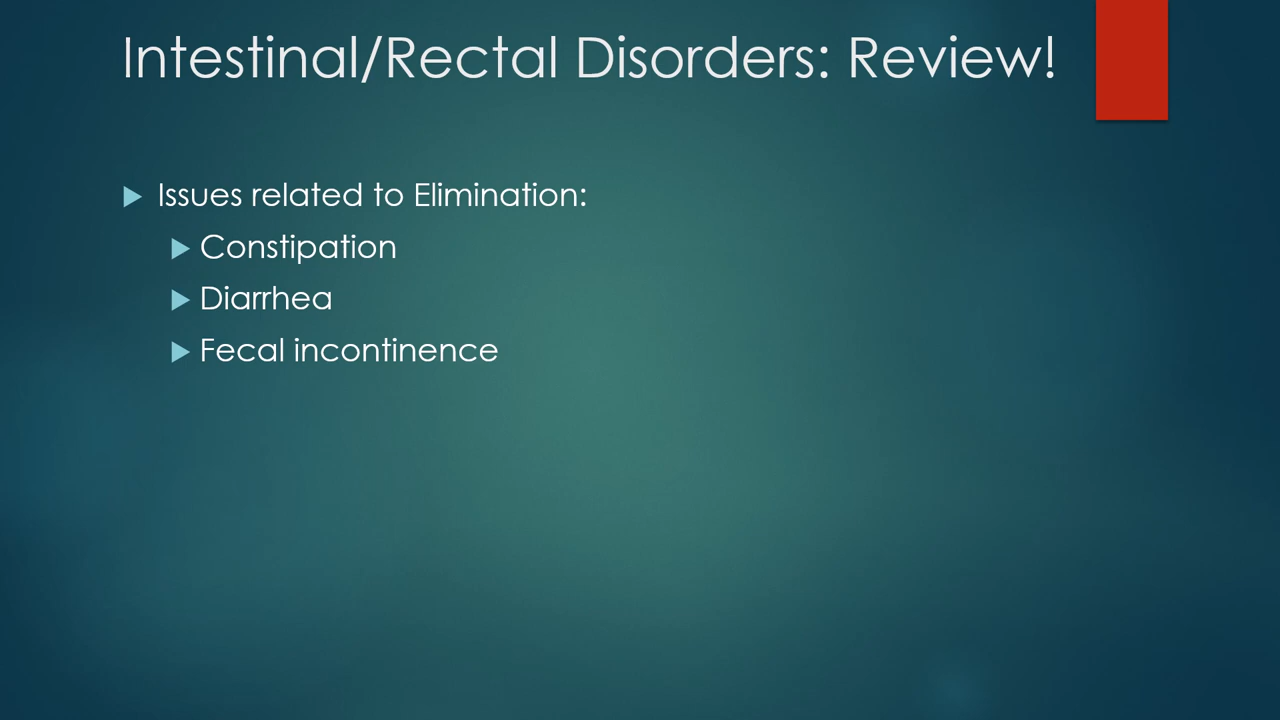 Intestinal/Rectal Disorders: Review!
Issues related to Elimination:
Constipation
Diarrhea
Fecal incontinence